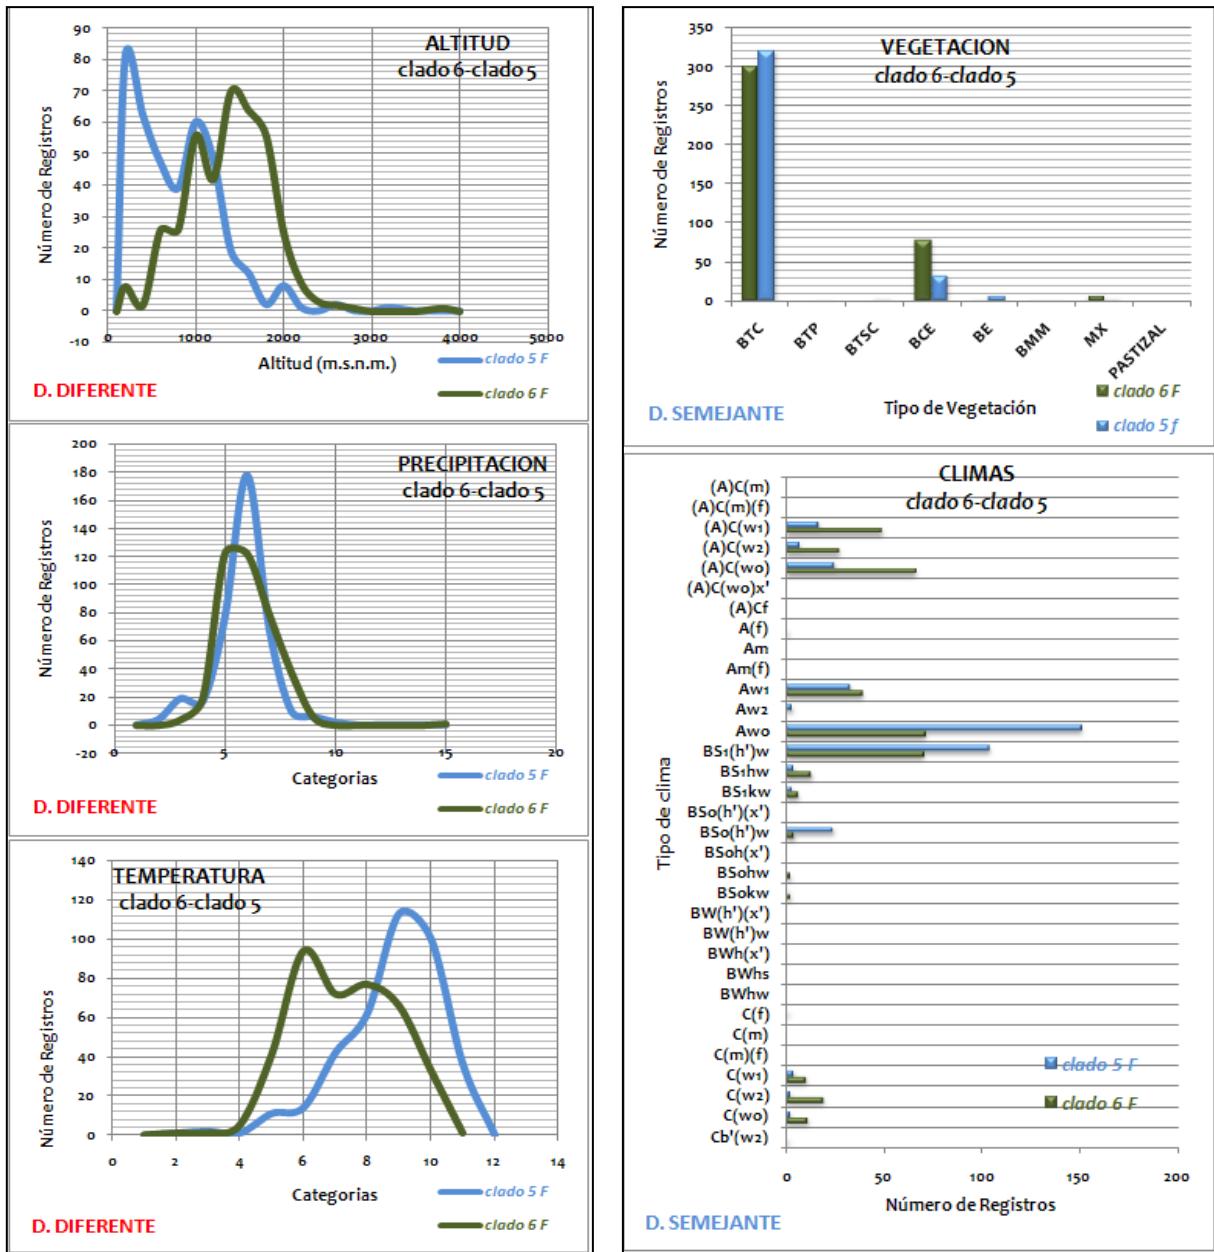 ALTITUD
clado 6-clado 5
Número de Registros
90
80
70
60
50
40
30
20
10
0
-10
0
1000
2000
3000
4000
5000
Altitud (m.s.n.m.)
clado 5 F
clado 6 F
D. DIFERENTE
PRECIPITACION
clado 6-clado 5
Número de Registros
200
180
160
140
120
100
80
60
40
20
0
-20
0
5
10
15
20
Categorias
clado 5 F
clado 6 F
D. DIFERENTE
TEMPERATURA
clado 6-clado 5
Número de Registros
140
120
100
80
60
40
20
0
0
2
4
6
8
10
12
14
Categorias
clado 5 F
clado 6 F
D. DIFERENTE
VEGETACION
clado 6-clado 5
Número de Registros
350
300
250
200
150
100
50
0
BTC
BTP
BTSC
BCE
BE
BMM
MX
PASTIZAL
Tipo de Vegetación
clado 6 F
clado 5 f
D. SEMEJANTE
CLIMAS
clado 6-clado 5
Tipo de clima
(A)C(m)
(A)C(m)(f)
(A)C(w1)
(A)C(w2)
(A)C(wo)
(A)C(wo)x'
(A)Cf
A(f)
Am
Am(f)
Aw1
Aw2
Awo
BS1(h')w
BS1hw
BS1kw
BSo(h')(x')
BSo(h')w
BSoh(x')
BSohw
BSokw
BW(h')(x')
BW(h')w
BWh(x')
BWhs
BWhw
C(f)
C(m)
C(m)(f)
C(w1)
C(w2)
C(wo)
Cb'(w2)
0
50
100
150
200
Número de Registros
clado 5 F
clado 6 F
D. SEMEJANTE